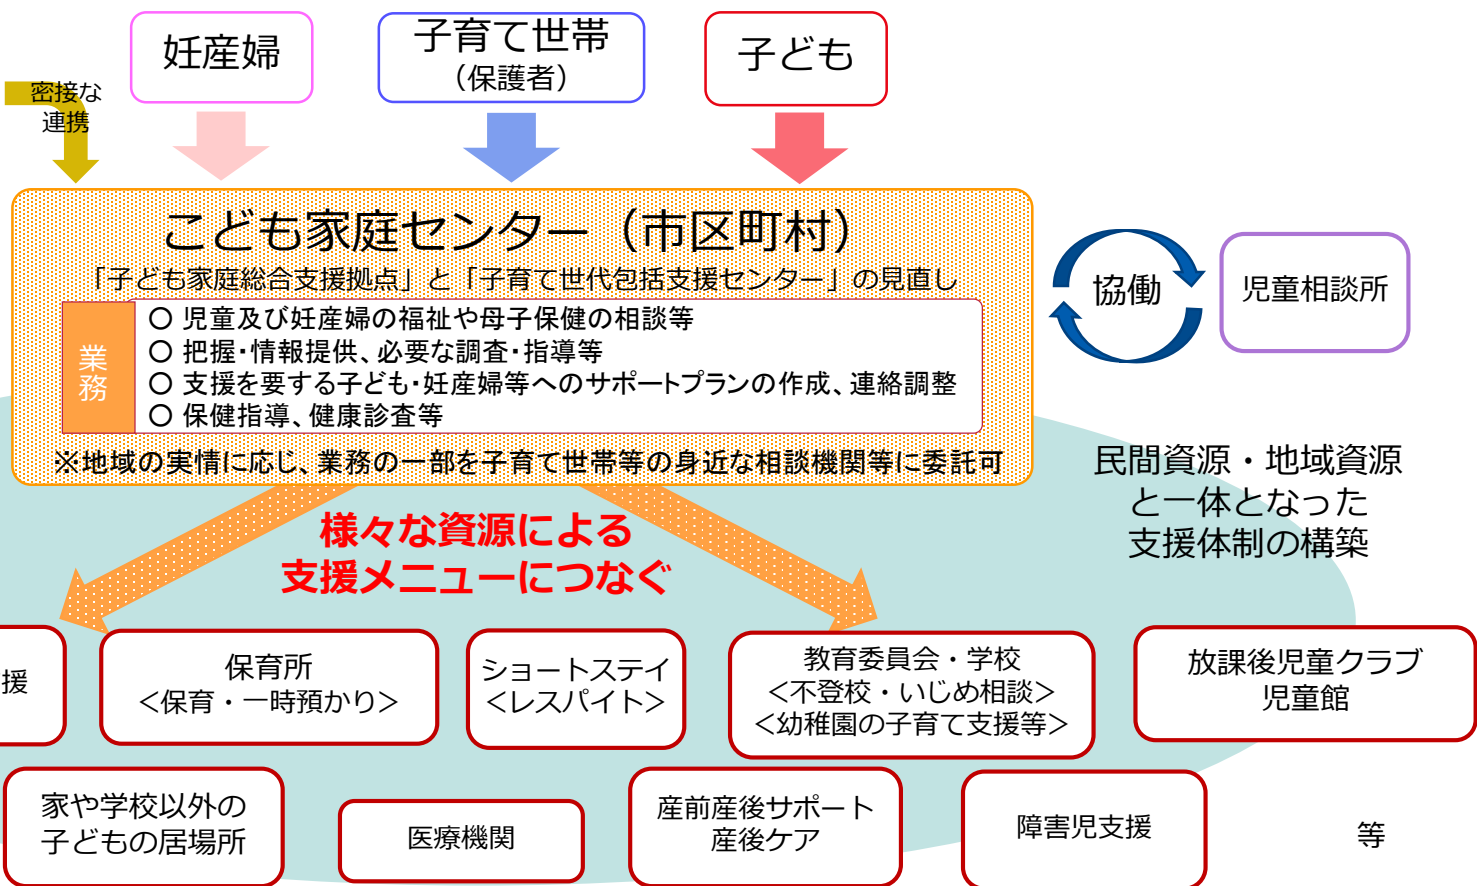 妊産婦
子育て世帯
（保護者）
子ども
密接な
連携
こども家庭センター（市区町村）
「子ども家庭総合支援拠点」と「子育て世代包括支援センター」の見直し
業務
○ 児童及び妊産婦の福祉や母子保健の相談等
○ 把握・情報提供、必要な調査・指導等
○ 支援を要する子ども・妊産婦等へのサポートプランの作成、連絡調整
○ 保健指導、健康診査等
※地域の実情に応じ、業務の一部を子育て世帯等の身近な相談機関等に委託可
協働
児童相談所
民間資源・地域資源
と一体となった
支援体制の構築
様々な資源による
支援メニューにつなぐ
援
保育所
<保育・一時預かり>
ショートステイ
<レスパイト>
教育委員会・学校
<不登校・いじめ相談>
<幼稚園の子育て支援等>
放課後児童クラブ
児童館
家や学校以外の
子どもの居場所
医療機関
産前産後サポート
産後ケア
障害児支援
等